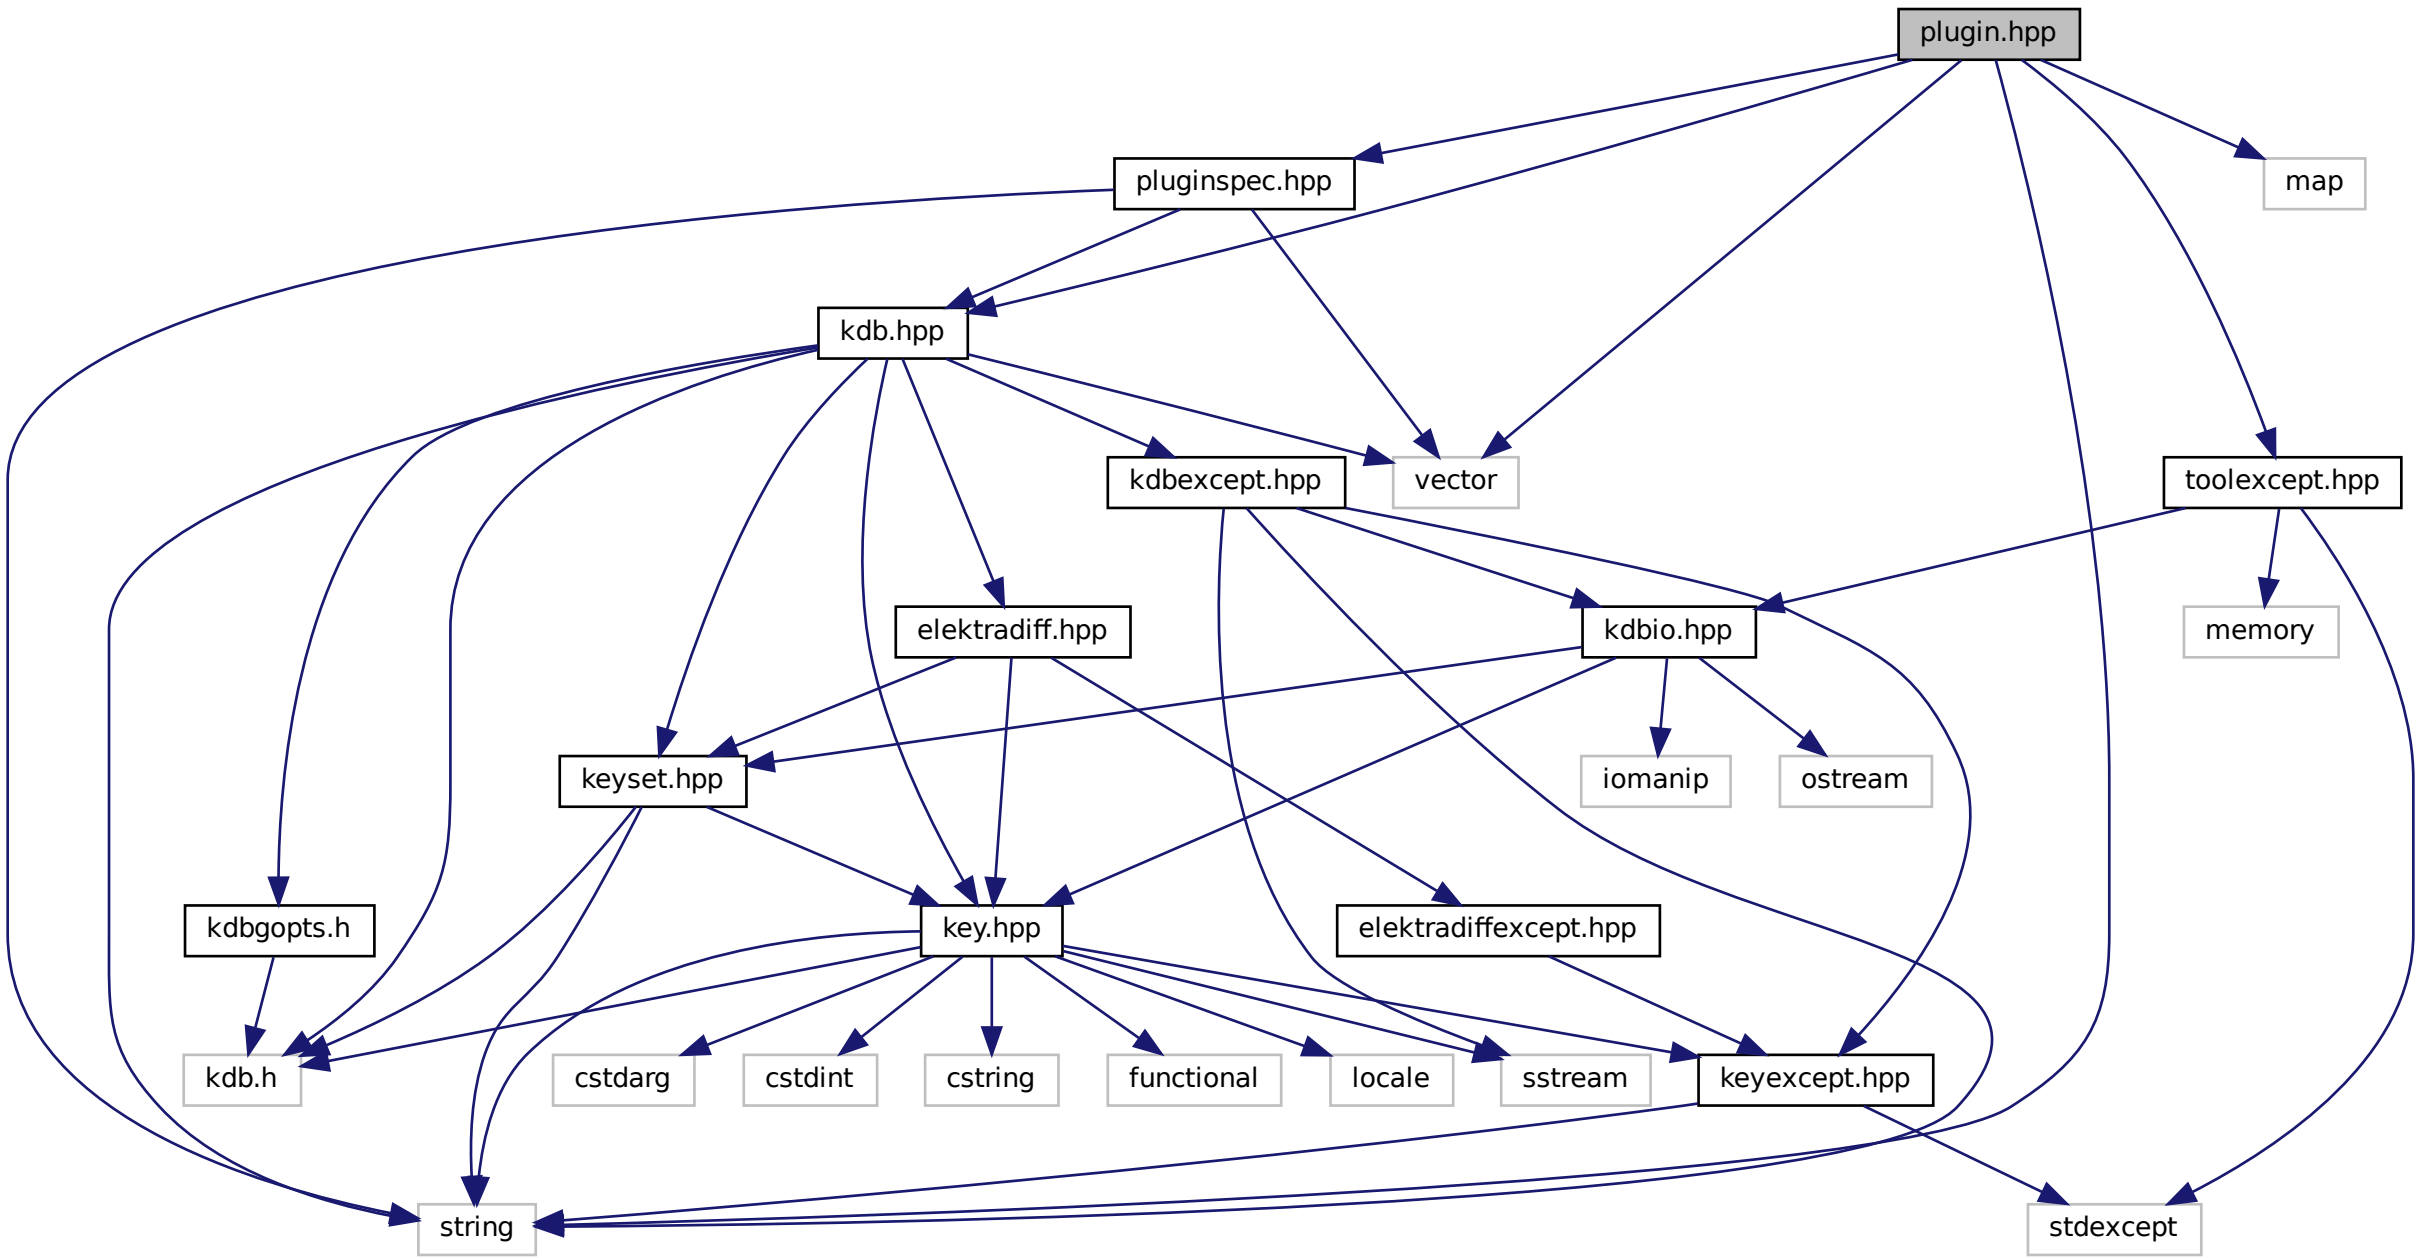 plugin.hpp
pluginspec.hpp
map
kdb.hpp
kdbexcept.hpp
vector
toolexcept.hpp
elektradiff.hpp
kdbio.hpp
memory
keyset.hpp
iomanip
ostream
kdbgopts.h
key.hpp
elektradiffexcept.hpp
kdb.h
cstdarg
cstdint
cstring
functional
locale
sstream
keyexcept.hpp
string
stdexcept